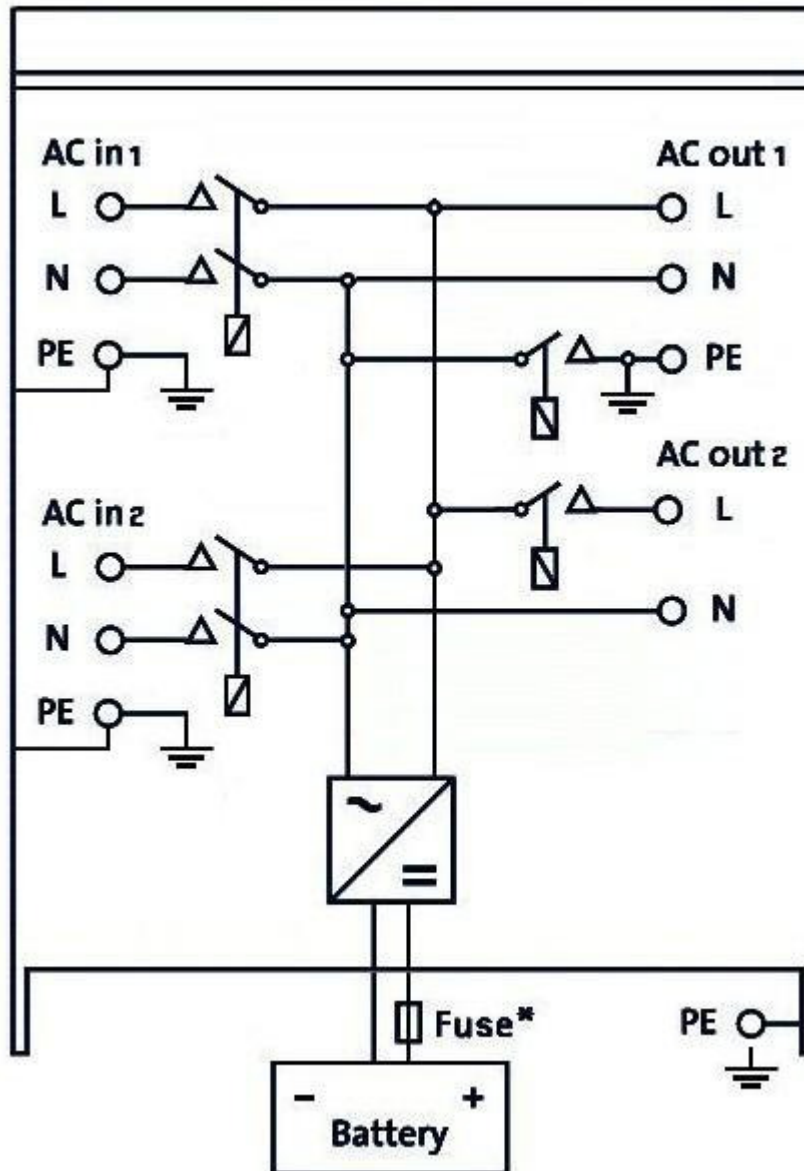 AC in 1
AC out 1
L
L
N
N
PE
PE
AC out 2
AC in 2
L
L
N
N
PE
Fuse*
PE
- +
Battery